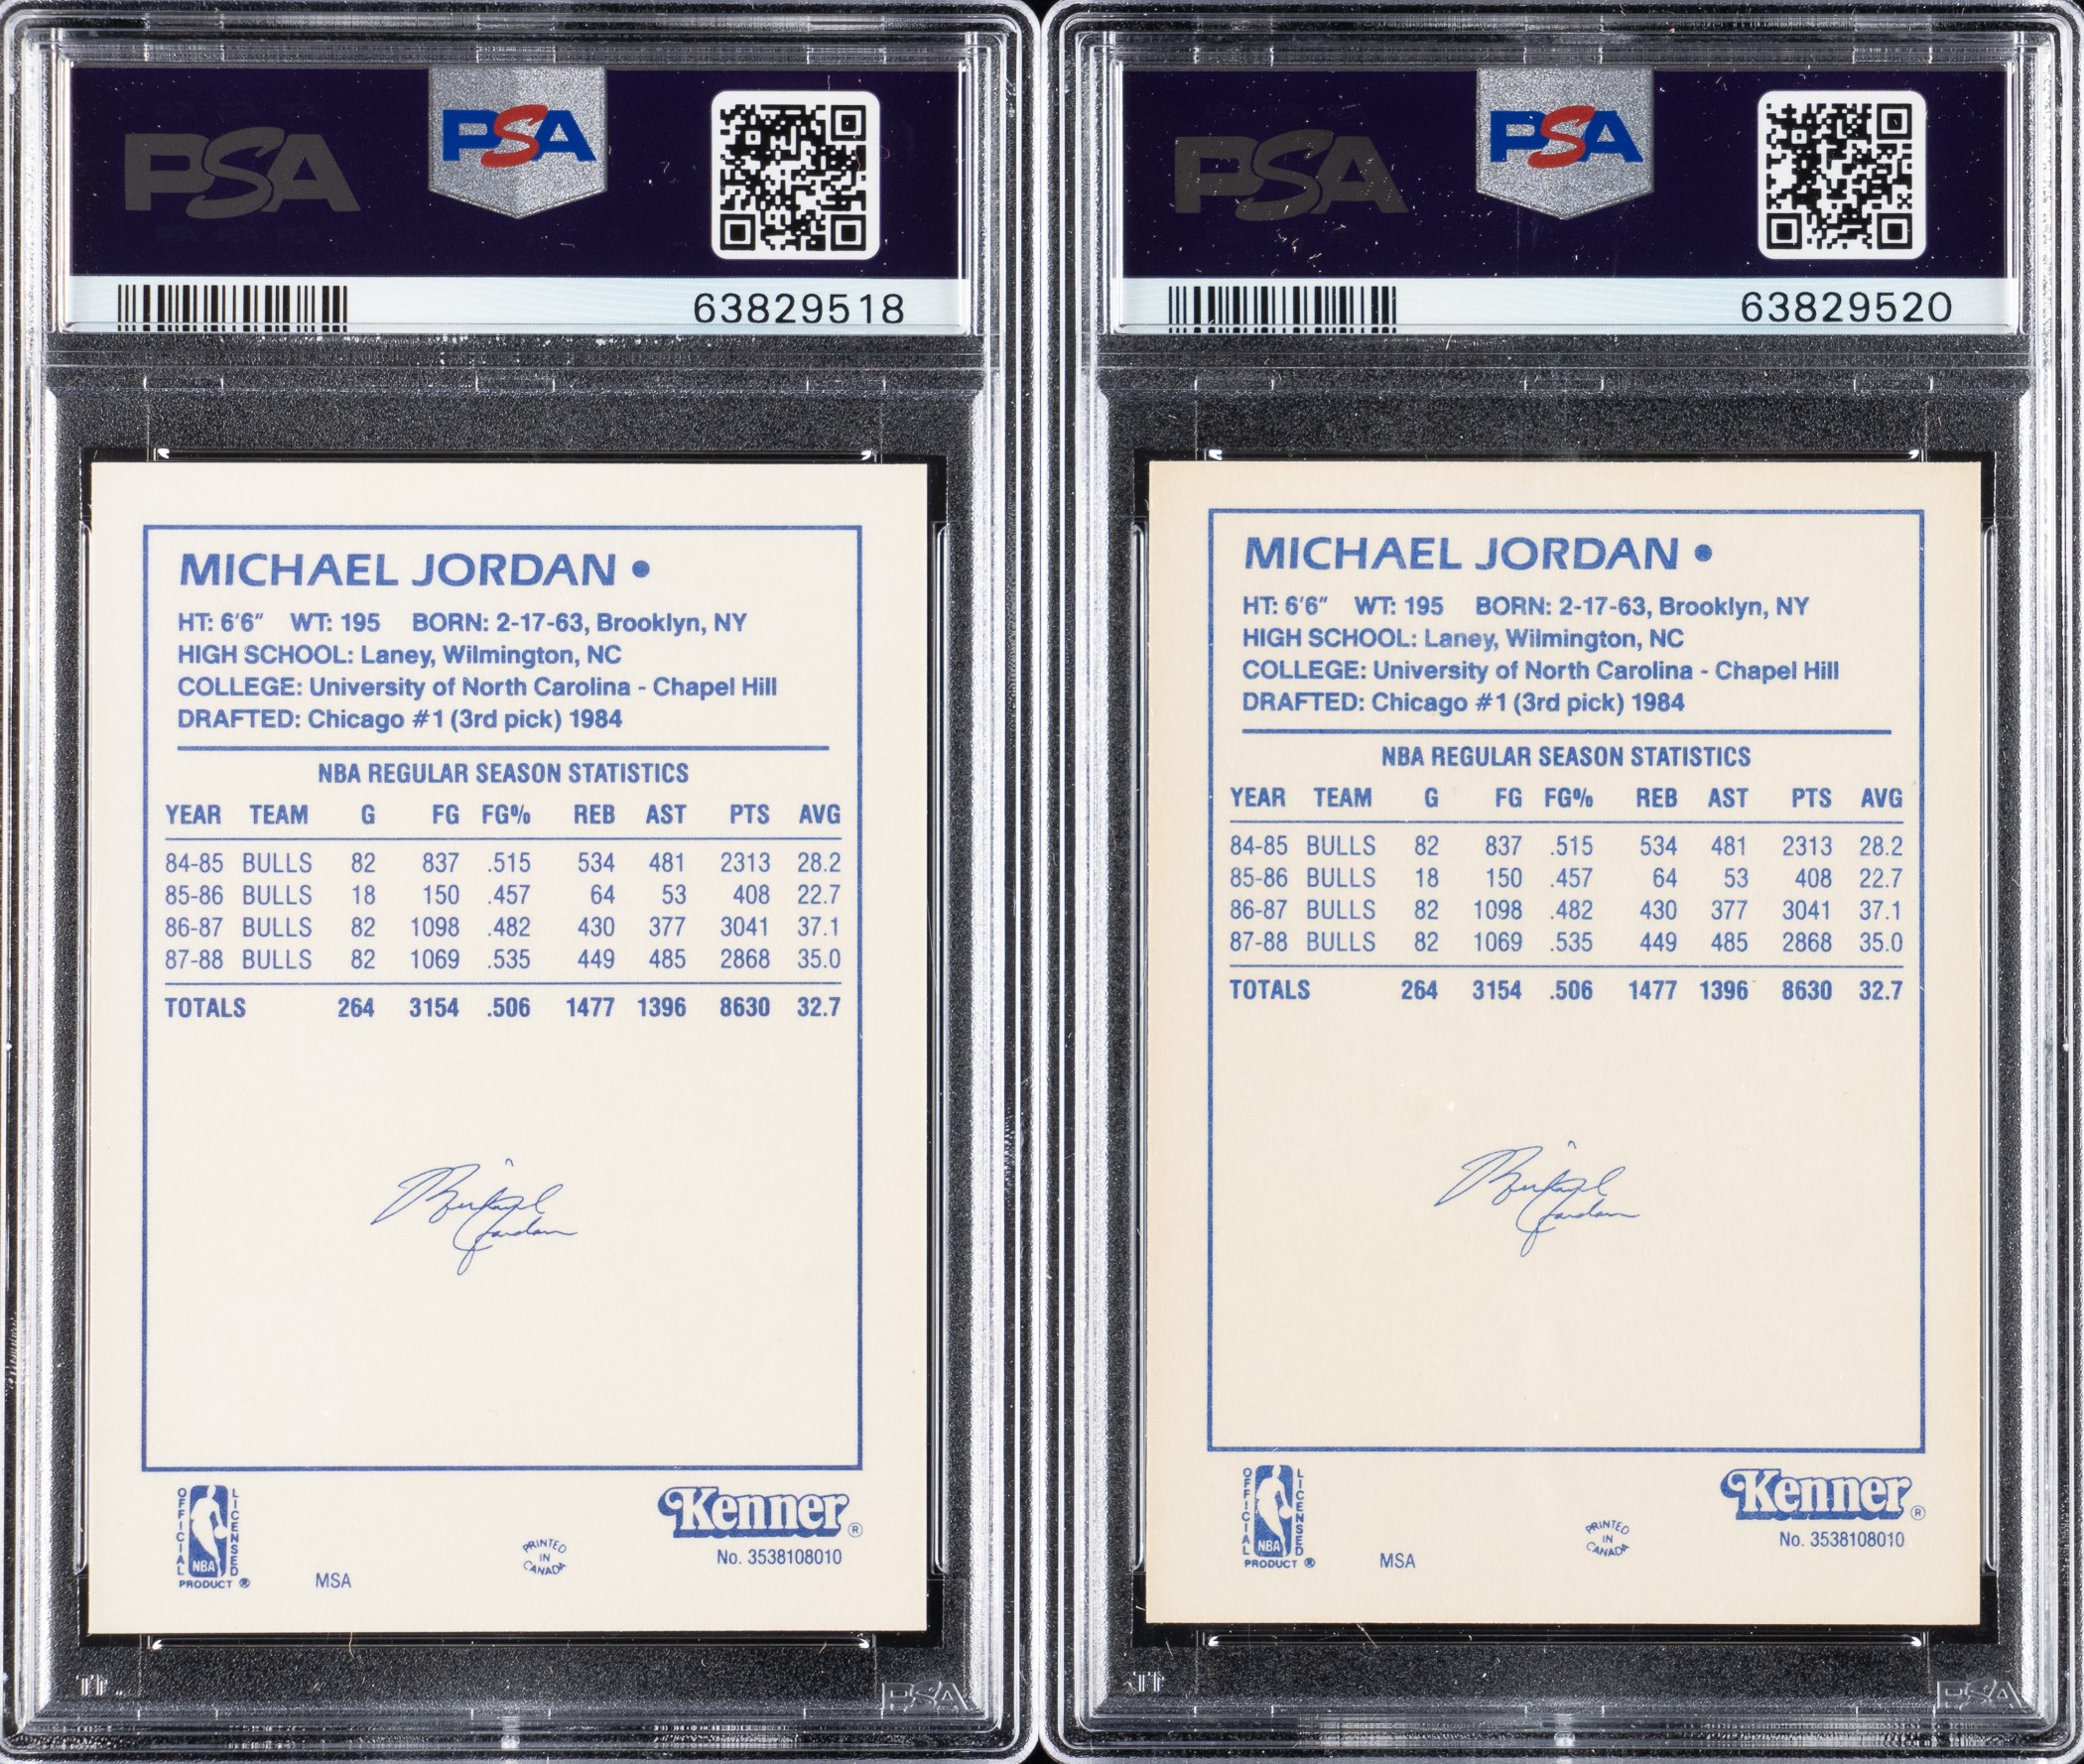 PSA PSA
63829518
MICHAEL JORDAN •
HT: 6'6" WT: 195 BORN: 2-17-63, Brooklyn, NY
HIGH SCHOOL: Laney, Wilmington, NC
COLLEGE: University of North Carolina - Chapel Hill
DRAFTED: Chicago #1 (3rd pick) 1984
NBA REGULAR SEASON STATISTICS
YEAR TEAM G FG FG% REB AST PTS AVG
84-85 BULLS 82 837 .515 534 481 2313 28.2
85-86 BULLS 18 150 .457 64 53 408 22.7
86-87 BULLS 82 1098 .482 430 377 3041 37.1
87-88 BULLS 82 1069 .535 449 485 2868 35.0
TOTALS 264 3154 .506 1477 1396 8630 32.7
Michael
Jordan
OFFICIAL LICENSED
NBA
PRODUCT ®
MSA
PRINTED
IN
CANADA
Kenner®
No. 3538108010
PSA
PSA PSA
63829520
MICHAEL JORDAN •
HT: 6'6" WT: 195 BORN: 2-17-63, Brooklyn, NY
HIGH SCHOOL: Laney, Wilmington, NC
COLLEGE: University of North Carolina - Chapel Hill
DRAFTED: Chicago #1 (3rd pick) 1984
NBA REGULAR SEASON STATISTICS
YEAR TEAM G FG FG% REB AST PTS AVG
84-85 BULLS 82 837 .515 534 481 2313 28.2
85-86 BULLS 18 150 .457 64 53 408 22.7
86-87 BULLS 82 1098 .482 430 377 3041 37.1
87-88 BULLS 82 1069 .535 449 485 2868 35.0
TOTALS 264 3154 .506 1477 1396 8630 32.7
Michael
Jordan
OFFICIAL LICENSED
NBA
PRODUCT ®
MSA
PRINTED
IN
CANADA
Kenner®
No. 3538108010
PSA